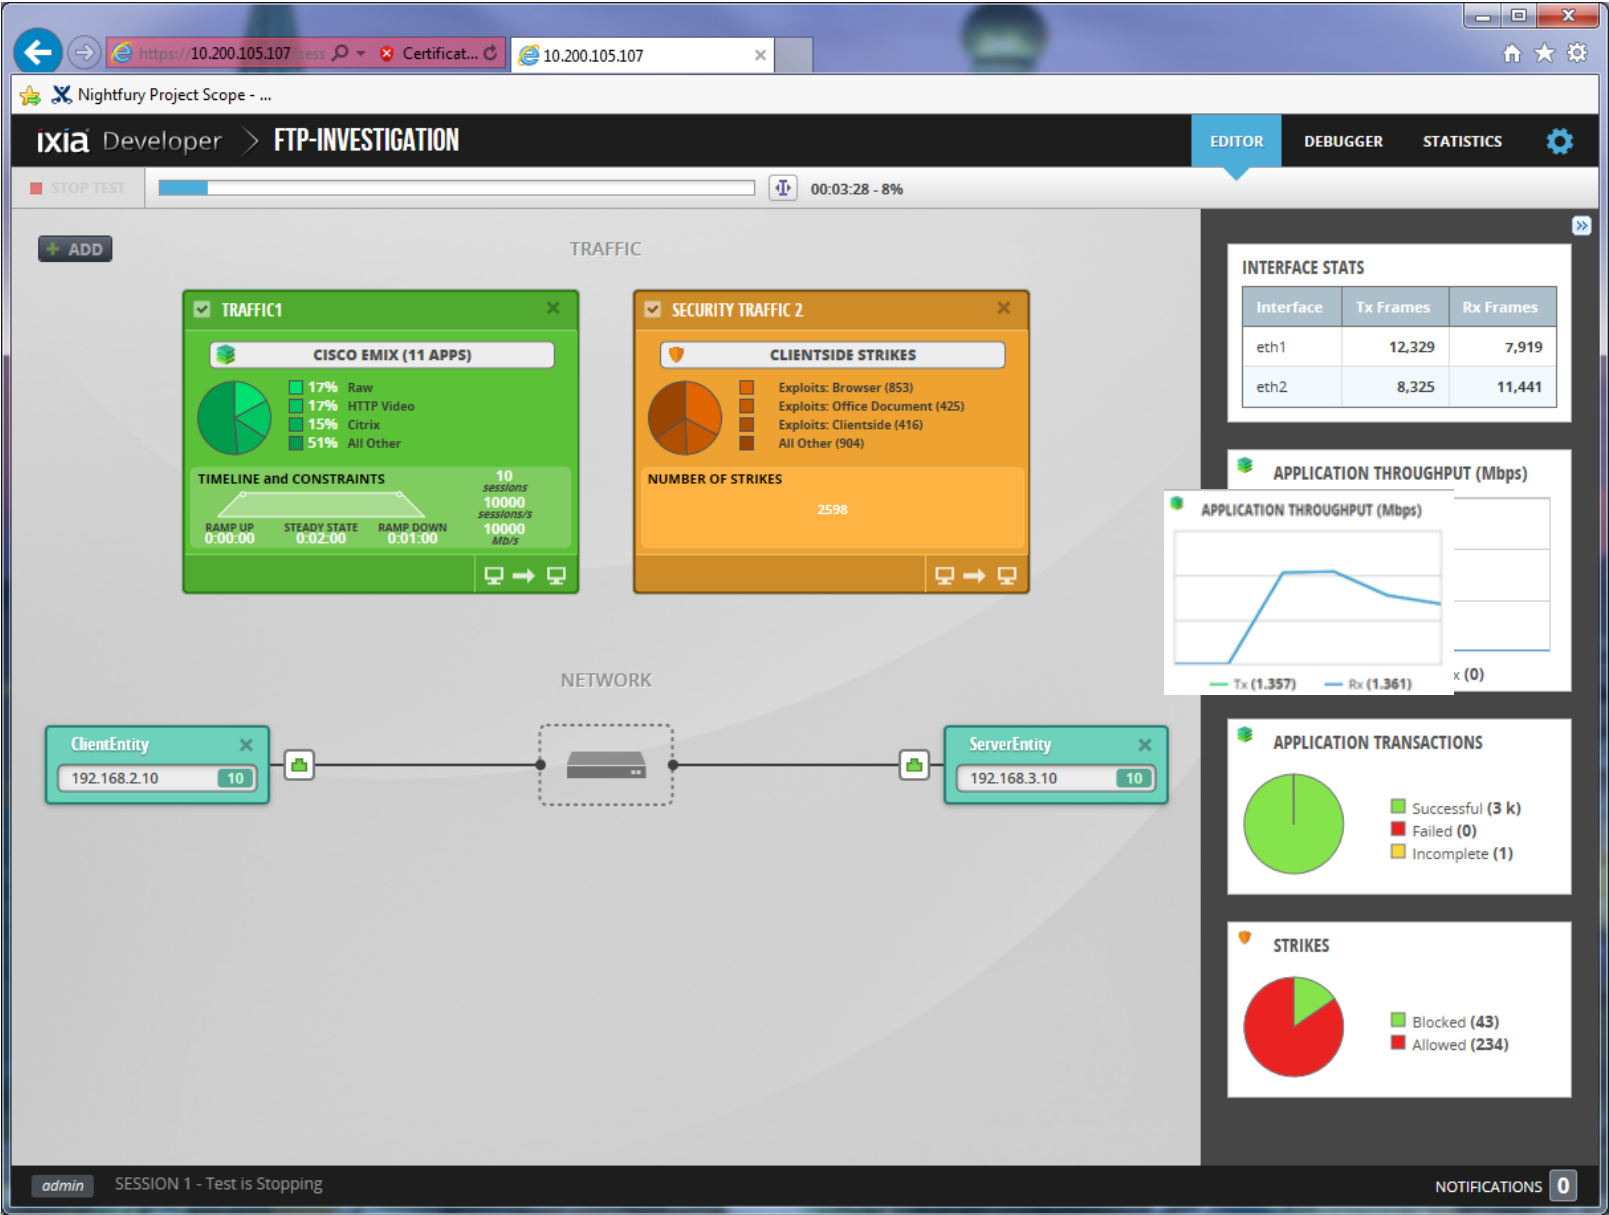 https://10.200.105.107/sess
Certificat...
10.200.105.107
Nightfury Project Scope - ...
ixia Developer
FTP-INVESTIGATION
EDITOR
DEBUGGER
STATISTICS
STOP TEST
00:03:28 - 8%
+ ADD
TRAFFIC
TRAFFIC1
CISCO EMIX (11 APPS)
17% Raw
17% HTTP Video
15% Citrix
51% All Other
TIMELINE and CONSTRAINTS
10
sessions
10000
sessions/s
10000
Mb/s
RAMP UP
0:00:00
STEADY STATE
0:02:00
RAMP DOWN
0:01:00
SECURITY TRAFFIC 2
CLIENTSIDE STRIKES
Exploits: Browser (853)
Exploits: Office Document (425)
Exploits: Clientside (416)
All Other (904)
NUMBER OF STRIKES
2598
NETWORK
ClientEntity
192.168.2.10 10
ServerEntity
192.168.3.10 10
INTERFACE STATS
Interface Tx Frames Rx Frames
eth1 12,329 7,919
eth2 8,325 11,441
APPLICATION THROUGHPUT (Mbps)
APPLICATION THROUGHPUT (Mbps)
Tx (1.357) Rx (1.361)
x (0)
APPLICATION TRANSACTIONS
Successful (3 k)
Failed (0)
Incomplete (1)
STRIKES
Blocked (43)
Allowed (234)
admin
SESSION 1 - Test is Stopping
NOTIFICATIONS 0